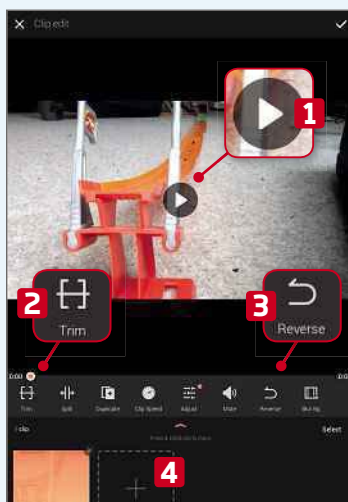 Clip edit
1
2
Trim
3
Reverse
0:00
Trim
Split
Duplicate
Clip Speed
Adjust
Mute
Reverse
1 clip
Select
4